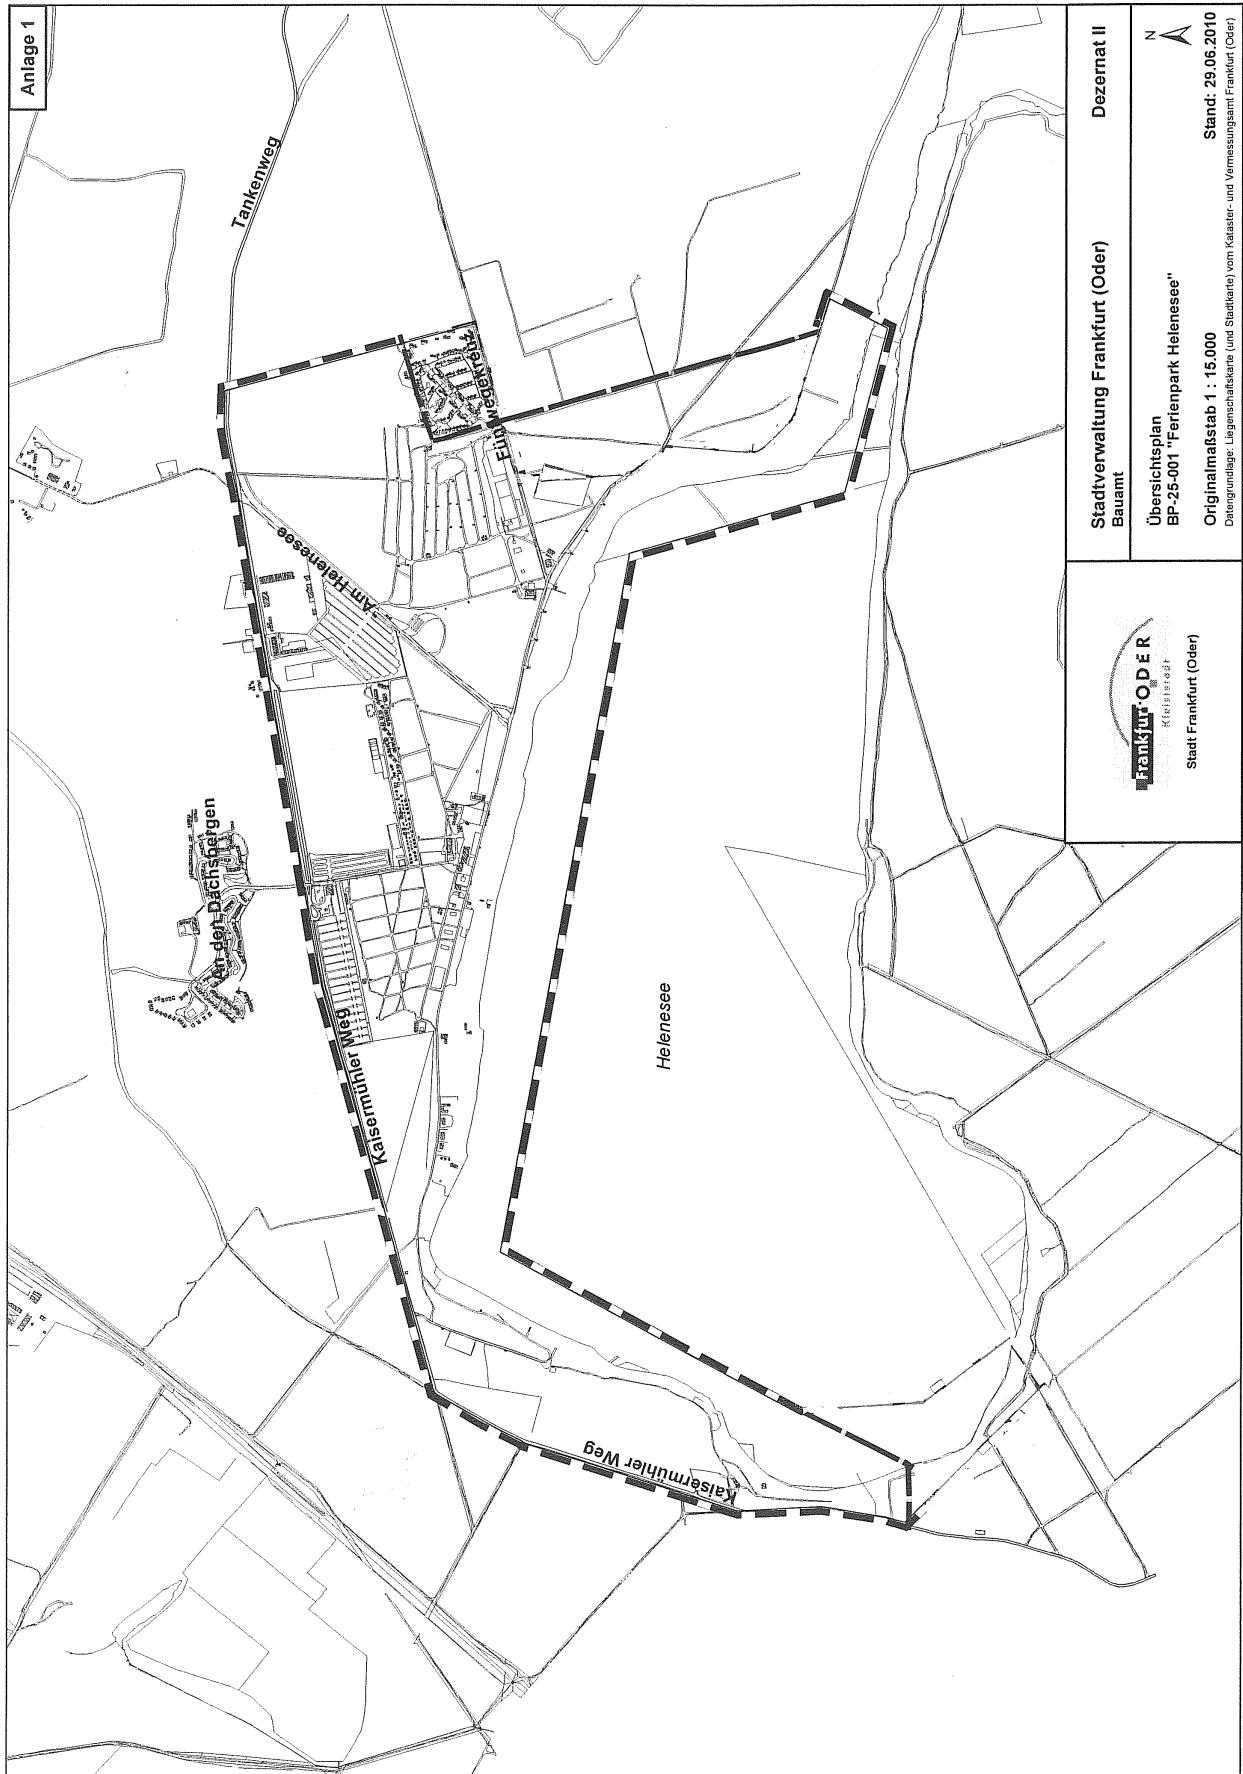 Anlage 1
Tankenweg
Fünfwegekreuz
Am Helenesee
An den Dachsbergen
Kaisermühler Weg
Helenesee
Kaisermühler Weg
Stadtverwaltung Frankfurt (Oder)
Bauamt
Dezernat II
Übersichtsplan
BP-25-001 "Ferienpark Helenesee"
N
Originalmaßstab 1 : 15.000
Stand: 29.06.2010
Datengrundlage: Liegenschaftskarte (und Stadtkarte) vom Kataster- und Vermessungsamt Frankfurt (Oder)
Frankfurt ODER
Kleiststadt
Stadt Frankfurt (Oder)